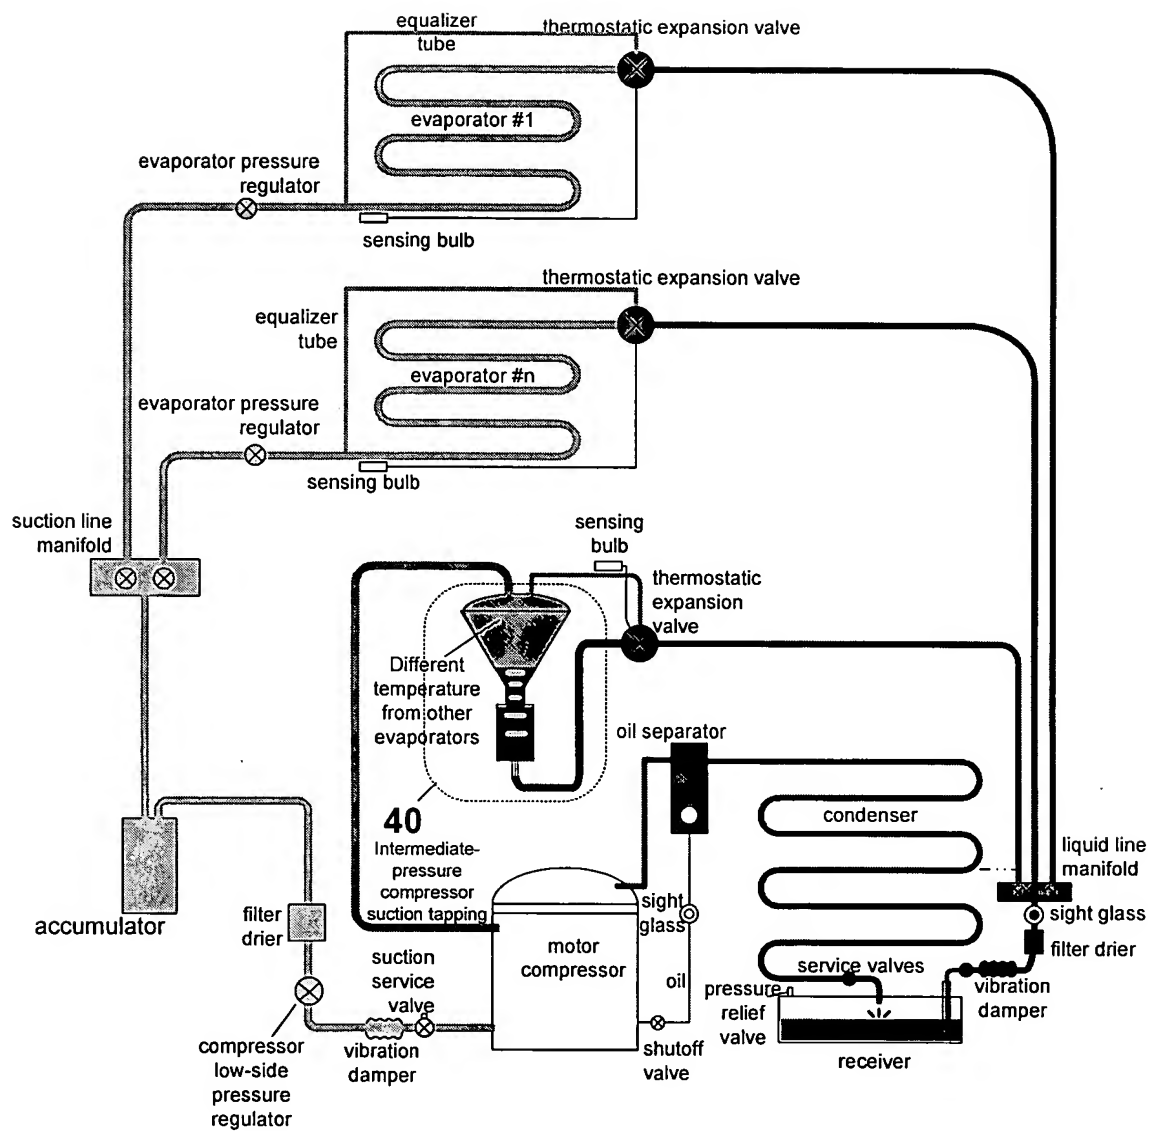 equalizer
tube
thermostatic expansion valve
evaporator #1
evaporator pressure
regulator
sensing bulb
thermostatic expansion valve
equalizer
tube
evaporator #n
evaporator pressure
regulator
sensing bulb
suction line
manifold
sensing
bulb
thermostatic
expansion
valve
Different
temperature
from other
evaporators
oil separator
40
Intermediate-
pressure
compressor
suction tapping
condenser
liquid line
manifold
accumulator
filter
drier
sight
glass
sight glass
filter drier
motor
compressor
suction
service
valve
oil
service valves
pressure
relief
valve
vibration
damper
compressor
low-side
pressure
regulator
vibration
damper
shutoff
valve
receiver